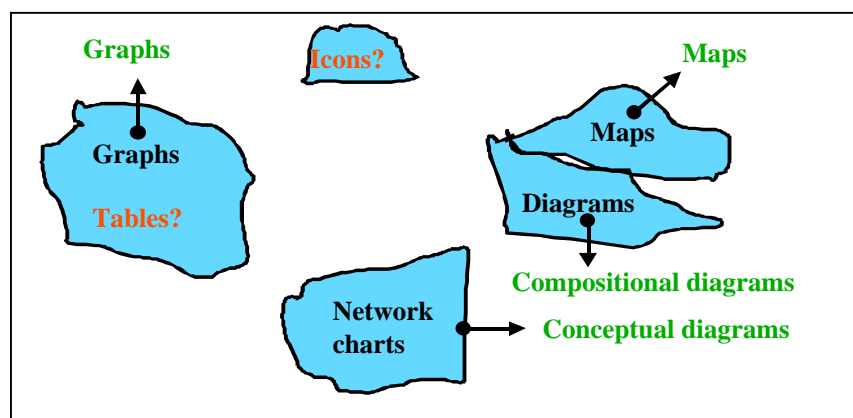 Graphs
Icons?
Maps
Graphs
Maps
Tables?
Diagrams
Compositional diagrams
Network
charts
Conceptual diagrams